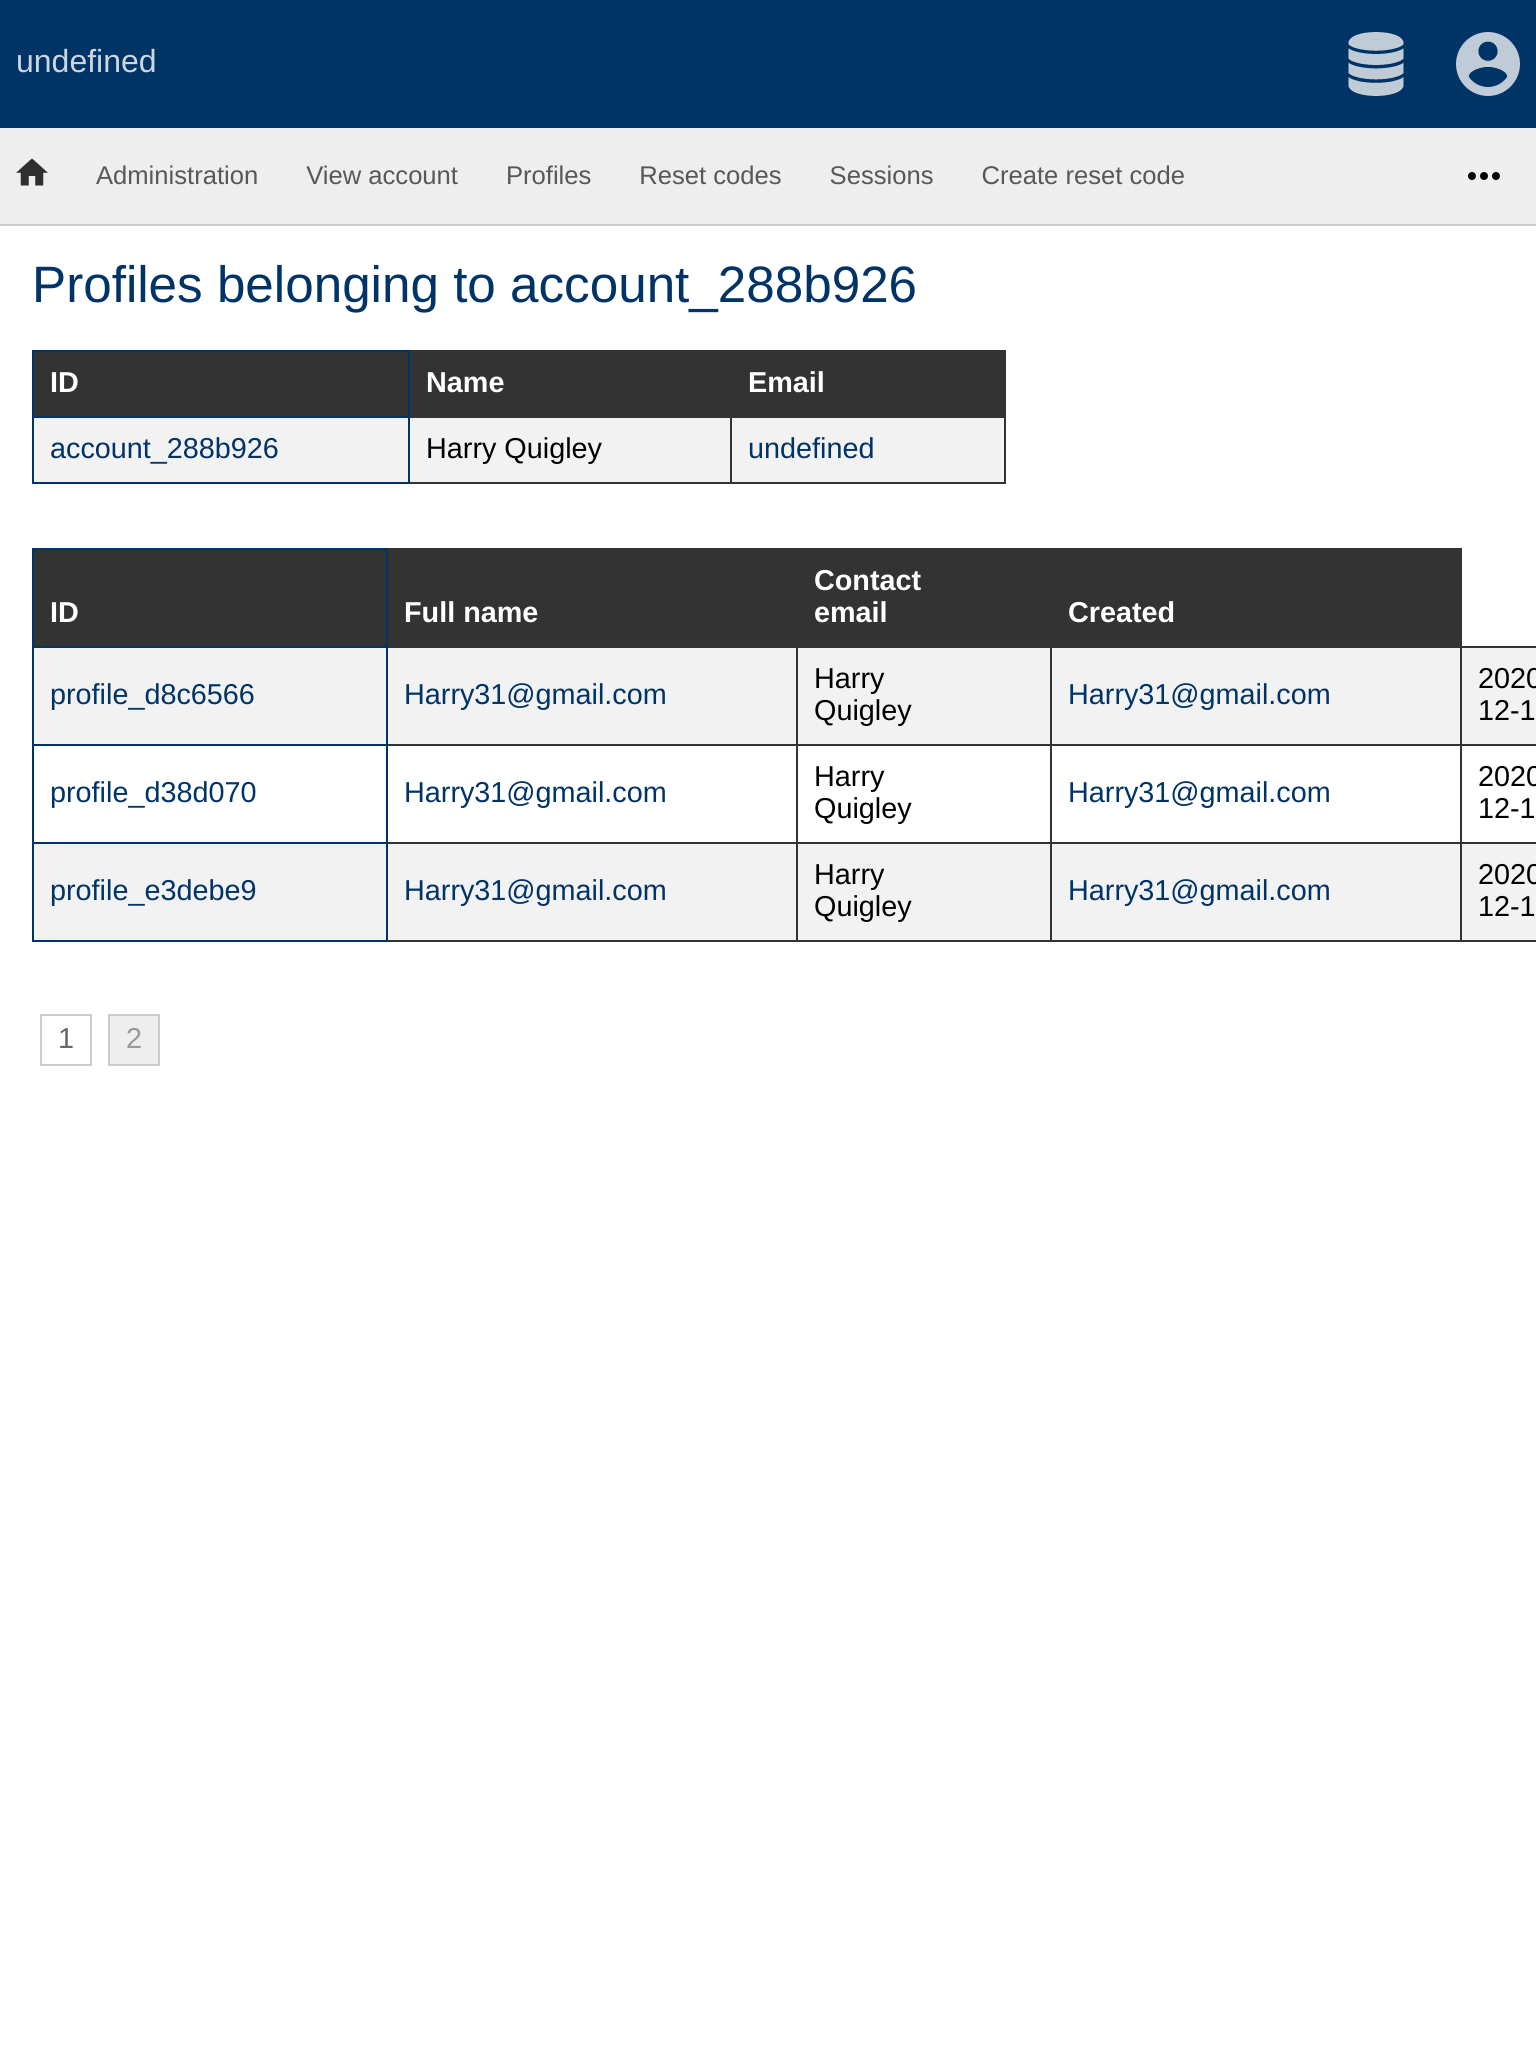 undefined
Administration View account Profiles Reset codes Sessions Create reset code
Profiles belonging to account_288b926
ID Name Email
account_288b926 Harry Quigley undefined
ID Full name Contact email Created
profile_d8c6566 Harry31@gmail.com Harry Quigley Harry31@gmail.com 2020 12-1
profile_d38d070 Harry31@gmail.com Harry Quigley Harry31@gmail.com 2020 12-1
profile_e3debe9 Harry31@gmail.com Harry Quigley Harry31@gmail.com 2020 12-1
1 2